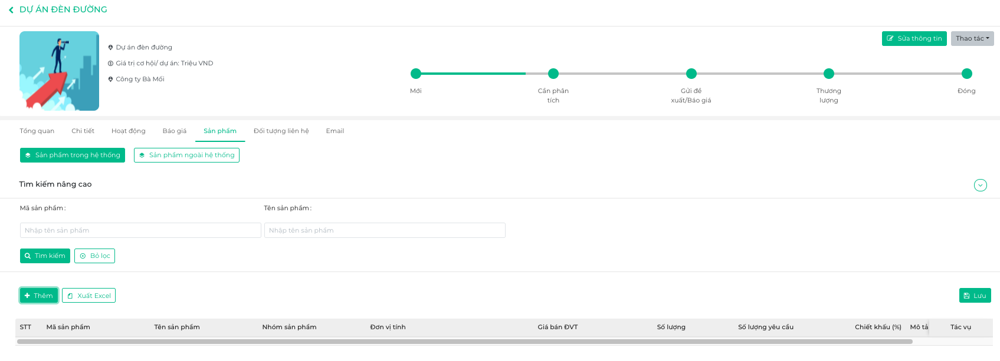 DỰ ÁN ĐÈN ĐƯỜNG
Sửa thông tin
Thao tác
Dự án đèn đường
Giá trị cơ hội/ dự án: Triệu VND
Công ty Bà Mối
Mới
Cần phân
tích
Gửi đề
xuất/Báo giá
Thương
lượng
Đóng
Tổng quan
Chi tiết
Hoạt động
Báo giá
Sản phẩm
Đối tượng liên hệ
Email
Sản phẩm trong hệ thống
Sản phẩm ngoài hệ thống
Tìm kiếm nâng cao
Mã sản phẩm :
Tên sản phẩm :
Nhập tên sản phẩm
Nhập tên sản phẩm
Tìm kiếm
Bỏ lọc
Thêm
Xuất Excel
Lưu
STT
Mã sản phẩm
Tên sản phẩm
Nhóm sản phẩm
Đơn vị tính
Giá bán ĐVT
Số lượng
Số lượng yêu cầu
Chiết khấu (%)
Mô tả
Tác vụ